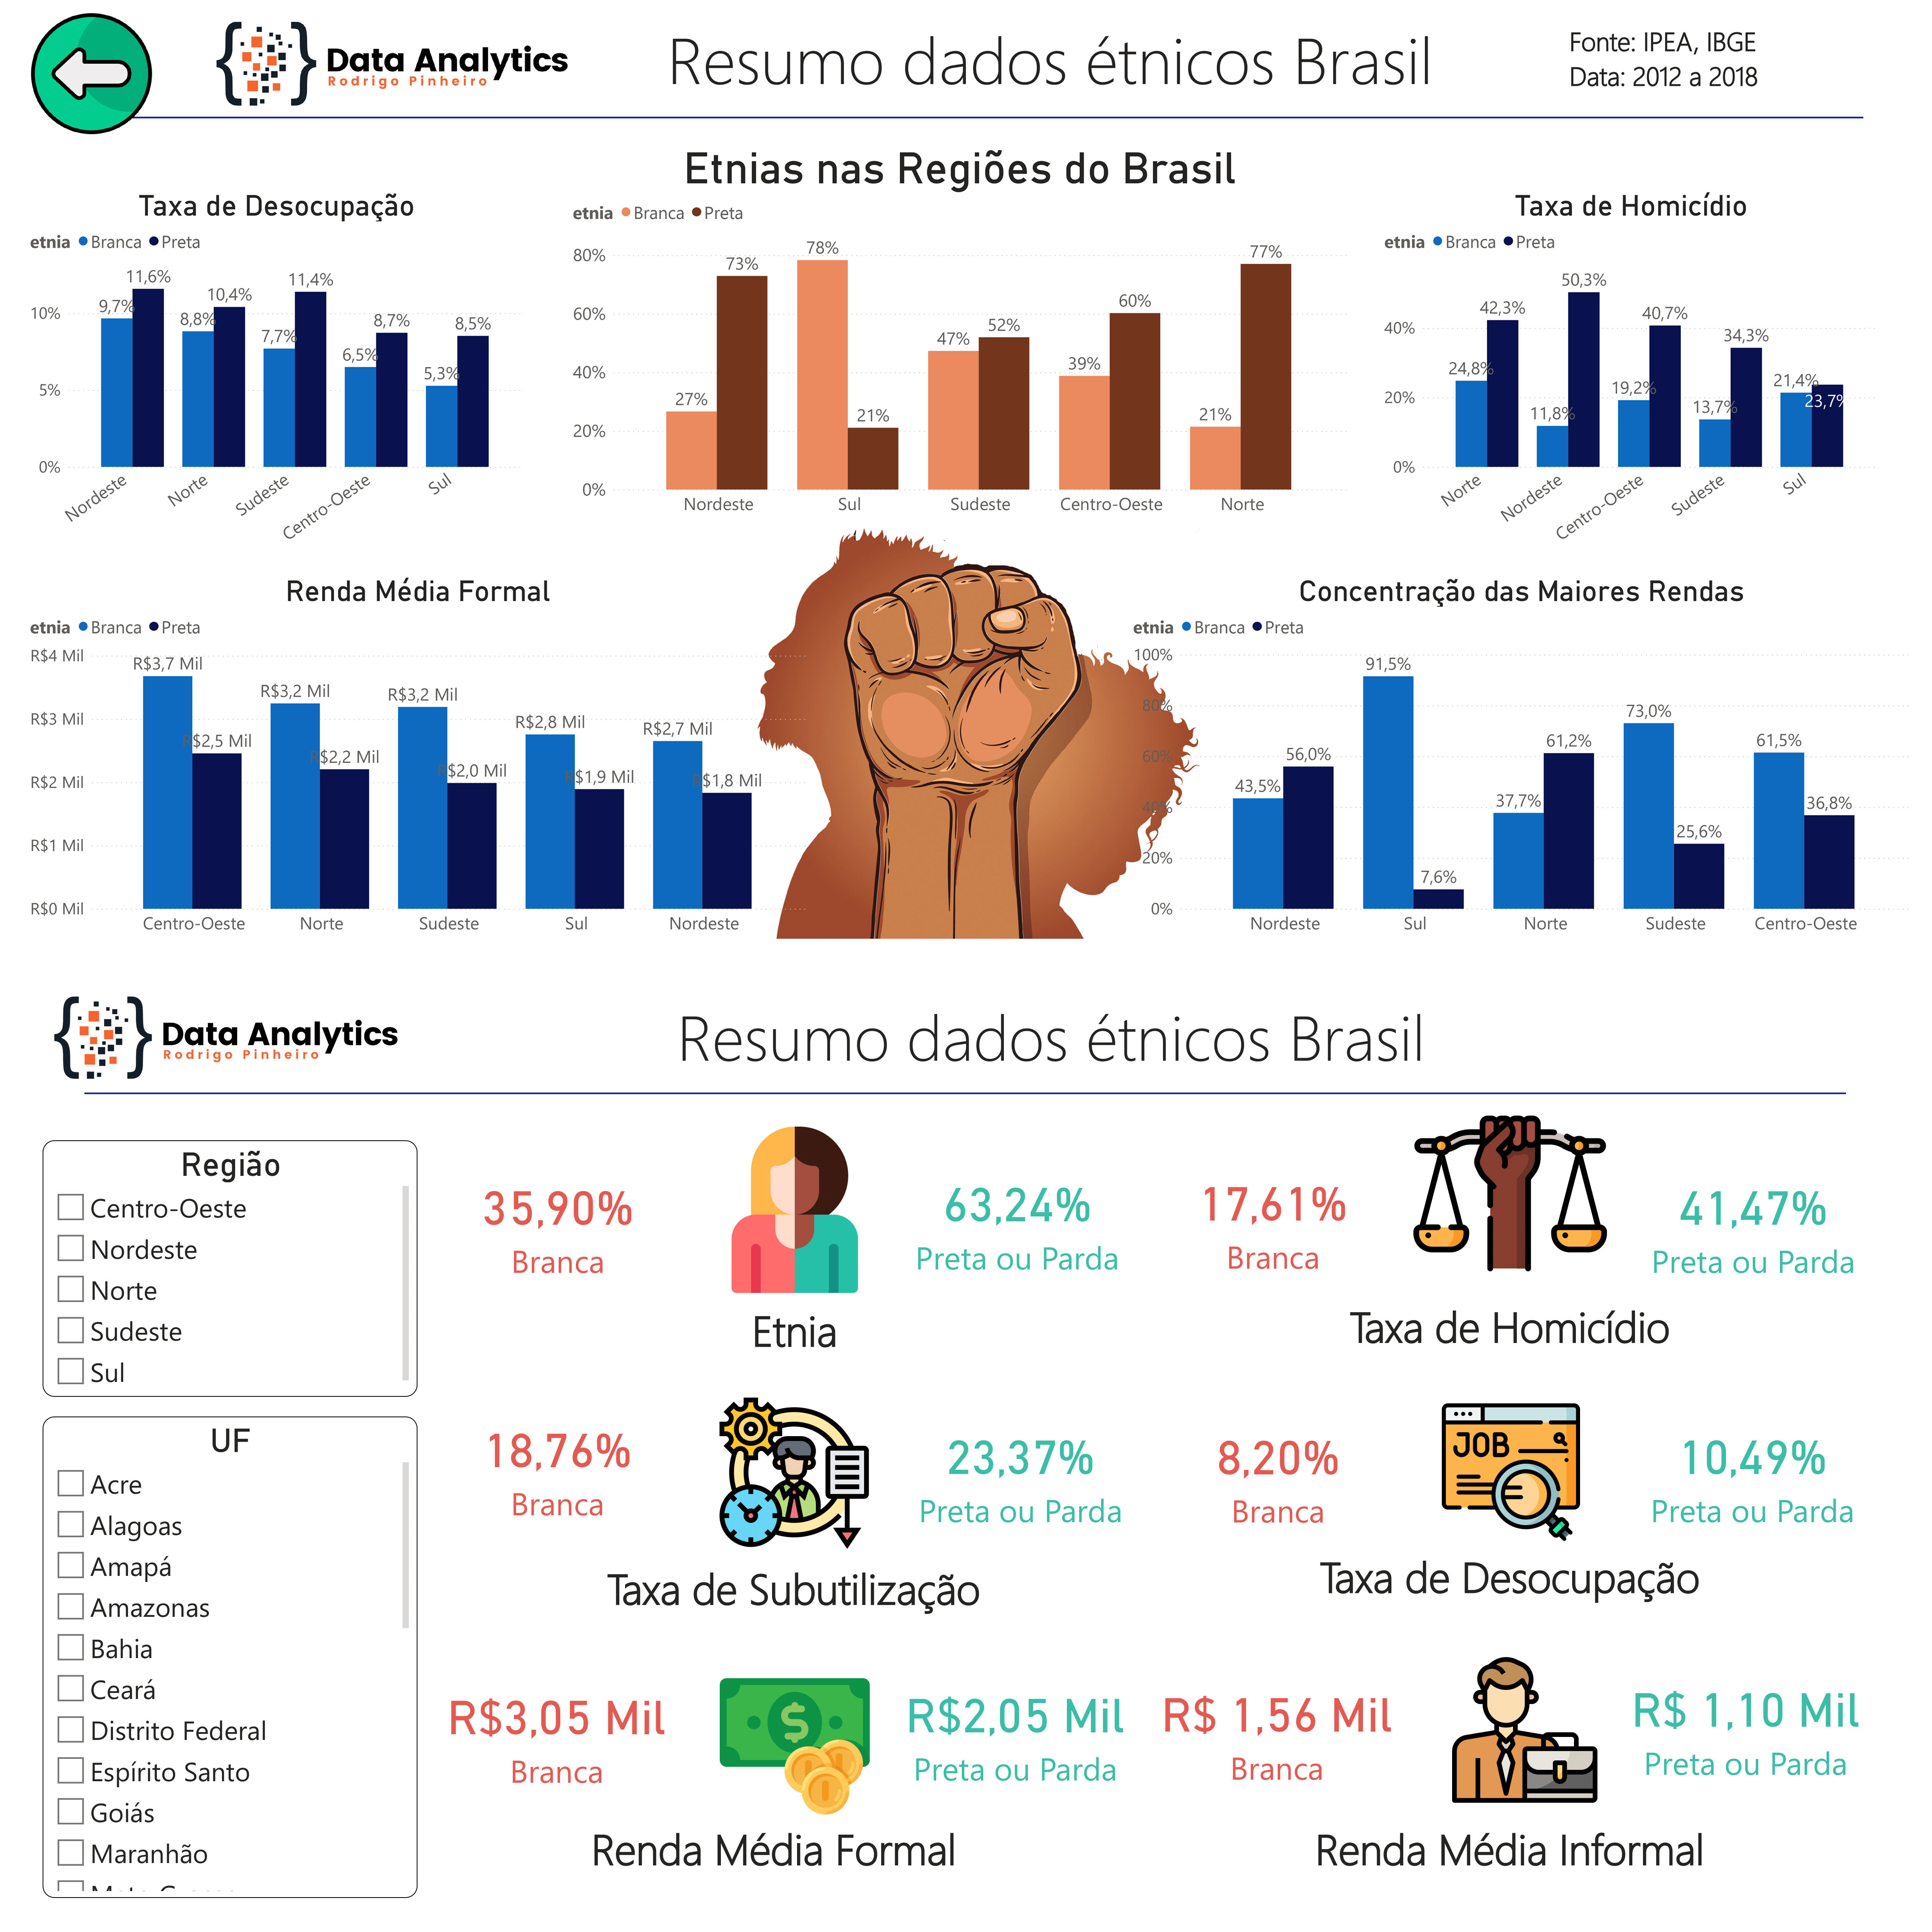 Data Analytics
Rodrigo Pinheiro
Resumo dados étnicos Brasil
Fonte: IPEA, IBGE
Data: 2012 a 2018
Etnias nas Regiões do Brasil
etnia Branca Preta
80%
60%
40%
20%
0%
27% 73% 78% 21% 47% 52% 39% 60% 21% 77%
Nordeste Sul Sudeste Centro-Oeste Norte
Taxa de Desocupação
etnia Branca Preta
10%
5%
0%
9,7% 11,6% 8,8% 10,4% 7,7% 11,4% 6,5% 8,7% 5,3% 8,5%
Nordeste Norte Sudeste Centro-Oeste Sul
Taxa de Homicídio
etnia Branca Preta
40%
20%
0%
24,8% 42,3% 11,8% 50,3% 19,2% 40,7% 13,7% 34,3% 21,4% 23,7%
Norte Nordeste Centro-Oeste Sudeste Sul
Renda Média Formal
etnia Branca Preta
R$4 Mil
R$3 Mil
R$2 Mil
R$1 Mil
R$0 Mil
R$3,7 Mil R$2,5 Mil R$3,2 Mil R$2,2 Mil R$3,2 Mil R$2,0 Mil R$2,8 Mil R$1,9 Mil R$2,7 Mil R$1,8 Mil
Centro-Oeste Norte Sudeste Sul Nordeste
Concentração das Maiores Rendas
etnia Branca Preta
100%
80%
60%
40%
20%
0%
43,5% 56,0% 91,5% 7,6% 37,7% 61,2% 73,0% 25,6% 61,5% 36,8%
Nordeste Sul Norte Sudeste Centro-Oeste
Data Analytics
Rodrigo Pinheiro
Resumo dados étnicos Brasil
Região
Centro-Oeste
Nordeste
Norte
Sudeste
Sul
UF
Acre
Alagoas
Amapá
Amazonas
Bahia
Ceará
Distrito Federal
Espírito Santo
Goiás
Maranhão
35,90%
Branca
63,24%
Preta ou Parda
Etnia
17,61%
Branca
41,47%
Preta ou Parda
Taxa de Homicídio
18,76%
Branca
23,37%
Preta ou Parda
Taxa de Subutilização
8,20%
Branca
JOB
10,49%
Preta ou Parda
Taxa de Desocupação
R$3,05 Mil
Branca
$
R$2,05 Mil
Preta ou Parda
Renda Média Formal
R$ 1,56 Mil
Branca
R$ 1,10 Mil
Preta ou Parda
Renda Média Informal